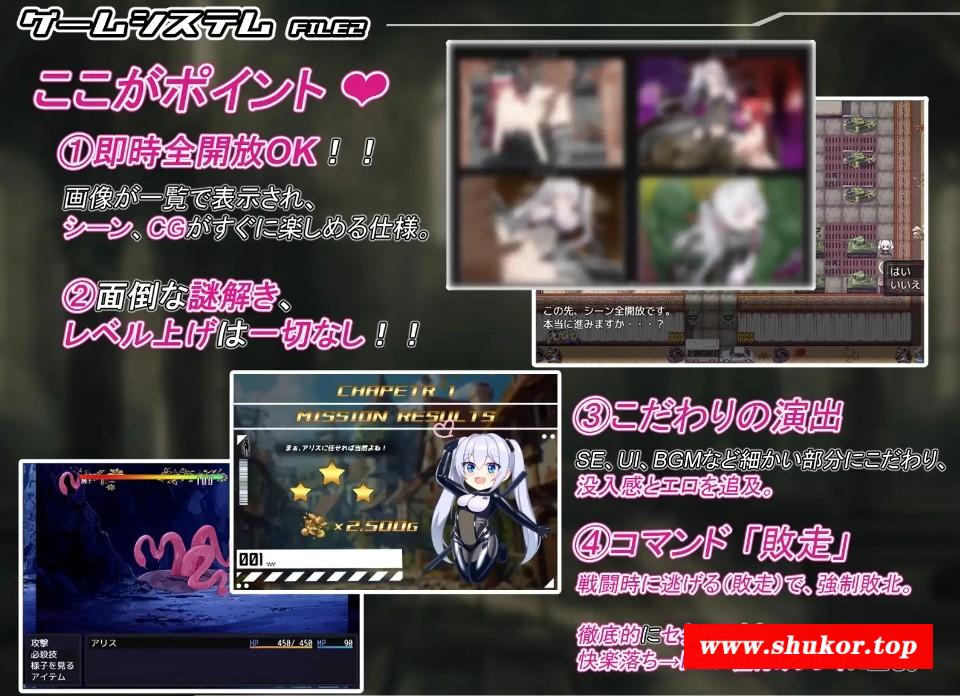 ゲームシステム FILE2
ここがポイント ❤
①即時全開放OK！！
画像が一覧で表示され、
シーン、CGがすぐに楽しめる仕様。
②面倒な謎解き、
レベル上げは一切なし！！
はい
いいえ
この先、シーン全開放です。
本当に進みますか・・・？
CHAPETR 1
MISSION RESULTS
まぁ、アリスに任せれば当然よね！
×2,500G
001
③こだわりの演出
SE、UI、BGMなど細かい部分にこだわり、
没入感とエロを追及。
④コマンド「敗走」
戦闘時に逃げる(敗走)で、強制敗北。
徹底的に
快楽落ち→
www.shukor.top
100
攻撃
必殺技
様子を見る
アイテム
アリス HP 450/ 450 MP 90